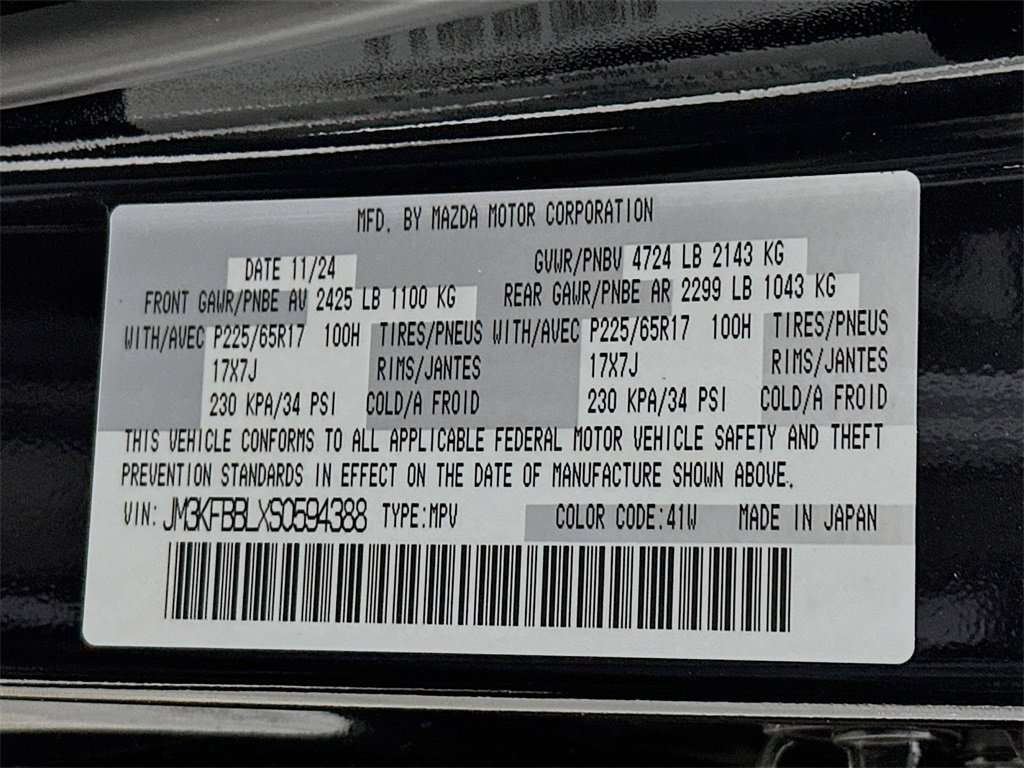 MFD. BY MAZDA MOTOR CORPORATION
DATE 11/24 GVWR/PNBV 4724 LB 2143 KG
FRONT GAWR/PNBE AV 2425 LB 1100 KG REAR GAWR/PNBE AR 2299 LB 1043 KG
WITH/AVEC P225/65R17 100H TIRES/PNEUS WITH/AVEC P225/65R17 100H TIRES/PNEUS
17X7J RIMS/JANTES 17X7J RIMS/JANTES
230 KPA/34 PSI COLD/A FROID 230 KPA/34 PSI COLD/A FROID
THIS VEHICLE CONFORMS TO ALL APPLICABLE FEDERAL MOTOR VEHICLE SAFETY AND THEFT
PREVENTION STANDARDS IN EFFECT ON THE DATE OF MANUFACTURE SHOWN ABOVE.
VIN: JM3KFBBLXS0594388 TYPE:MPV COLOR CODE:41W MADE IN JAPAN